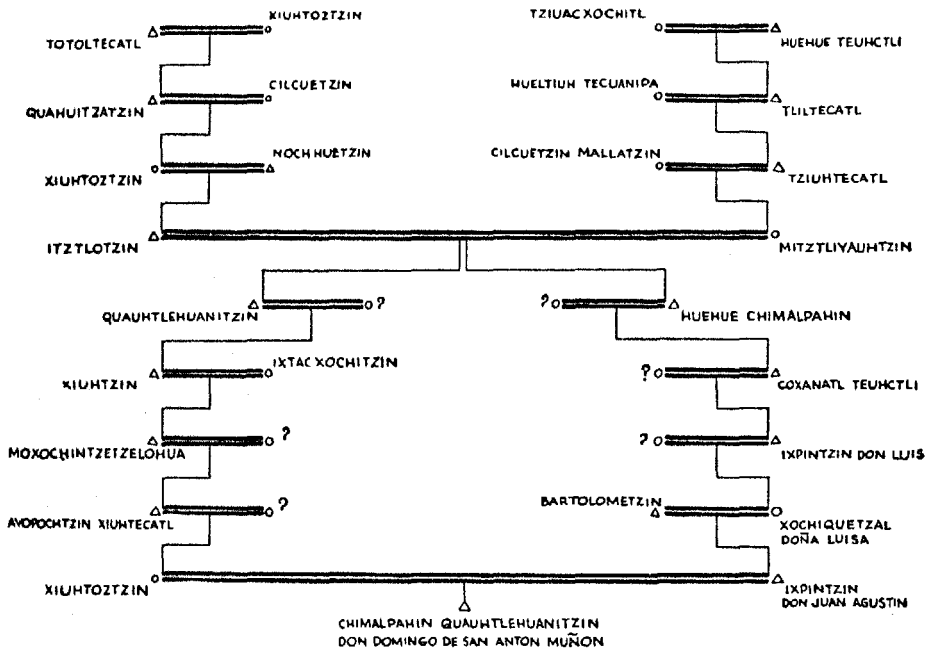 XIUHTOZTZIN
TZIUACXOCHITL
TOTOLTECATL
HUEHUE TEUHCTLI
CILCUETZIN
HUELTIUH TECUANIPA
QUAHUITZATZIN
TLILTECATL
NOCHHUETZIN
CILCUETZIN MALLATZIN
XIUHTOZTZIN
TZIUHTECATL
ITZTLOTZIN
MITZTLIYAUHTZIN
?
?
QUAUHTLEHUANITZIN
HUEHUE CHIMALPAHIN
IXTACXOCHITZIN
?
XIUHTZIN
COXANATL TEUHCTLI
?
?
MOXOCHINTZETZELOHUA
IXPINTZIN DON LUIS
?
BARTOLOMETZIN
AYOPOCHTZIN XIUHTECATL
XOCHIQUETZAL
DOÑA LUISA
XIUHTOZTZIN
IXPINTZIN
DON JUAN AGUSTIN
CHIMALPAHIN QUAUHTLEHUANITZIN
DON DOMINGO DE SAN ANTON MUÑON